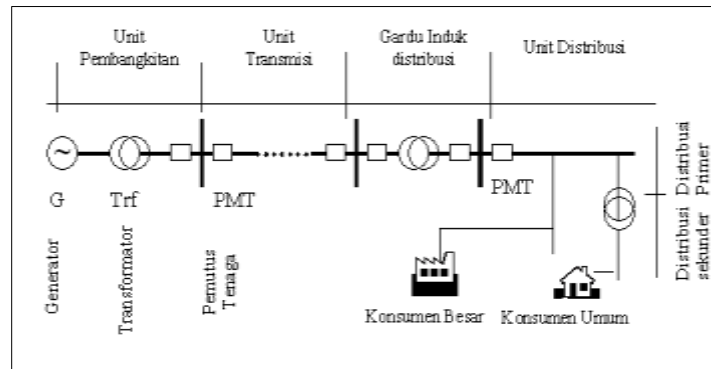 Unit
Pembangkitan
Unit
Transmisi
Gardu Induk
distribusi
Unit Distribusi
~
G
Trf
PMT
PMT
Generator
Transformator
Pemutus
Tenaga
Distribusi
Primer
Distribusi
sekunder
Konsumen Besar
Konsumen Umum